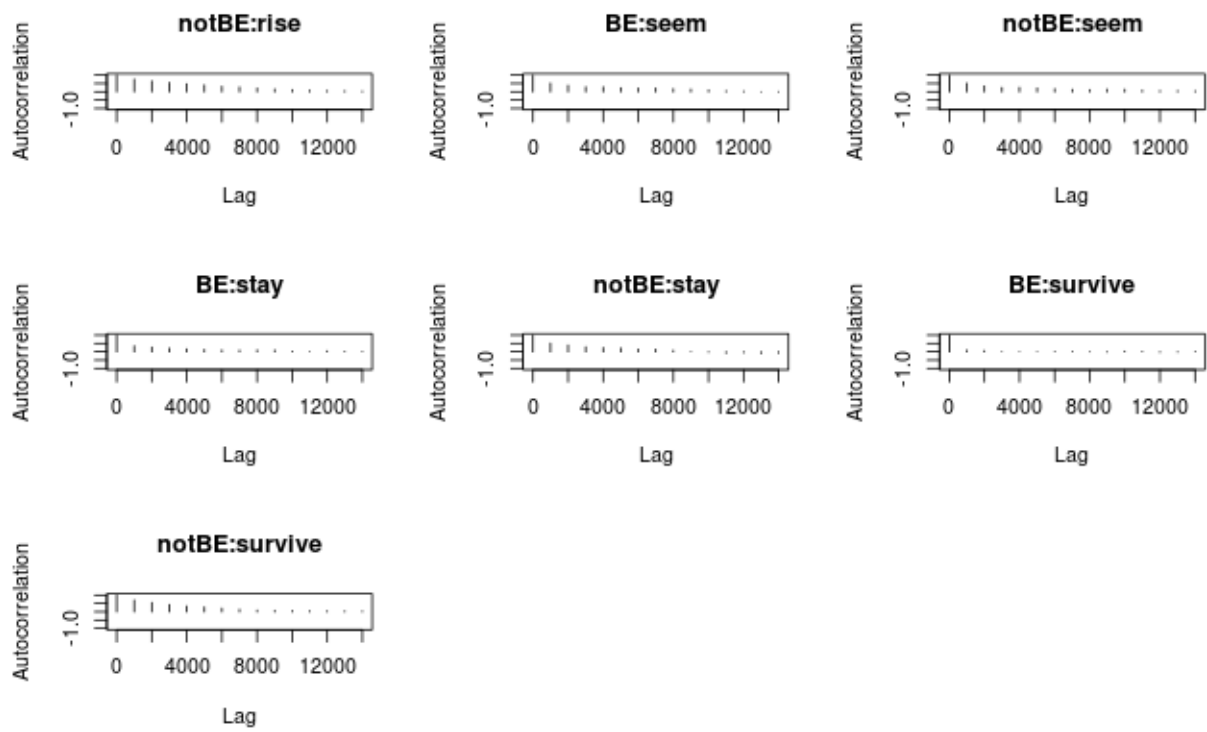 notBE:rise
Autocorrelation
-1.0
0 4000 8000 12000
Lag
BE:seem
Autocorrelation
-1.0
0 4000 8000 12000
Lag
notBE:seem
Autocorrelation
-1.0
0 4000 8000 12000
Lag
BE:stay
Autocorrelation
-1.0
0 4000 8000 12000
Lag
notBE:stay
Autocorrelation
-1.0
0 4000 8000 12000
Lag
BE:survive
Autocorrelation
-1.0
0 4000 8000 12000
Lag
notBE:survive
Autocorrelation
-1.0
0 4000 8000 12000
Lag